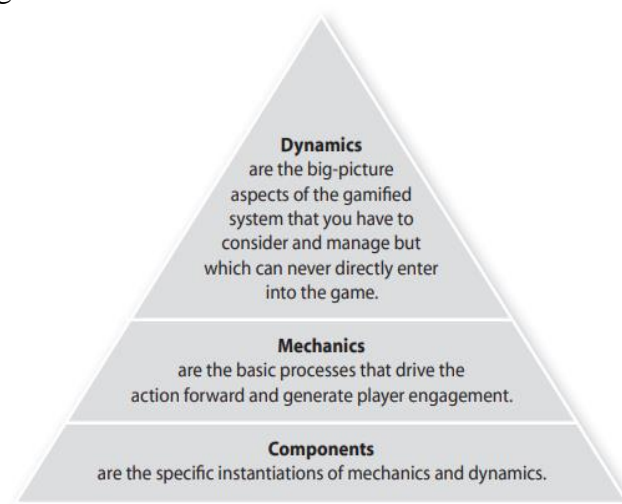 Dynamics
are the big-picture
aspects of the gamified
system that you have to
consider and manage but
which can never directly enter
into the game.
Mechanics
are the basic processes that drive the
action forward and generate player engagement.
Components
are the specific instantiations of mechanics and dynamics.